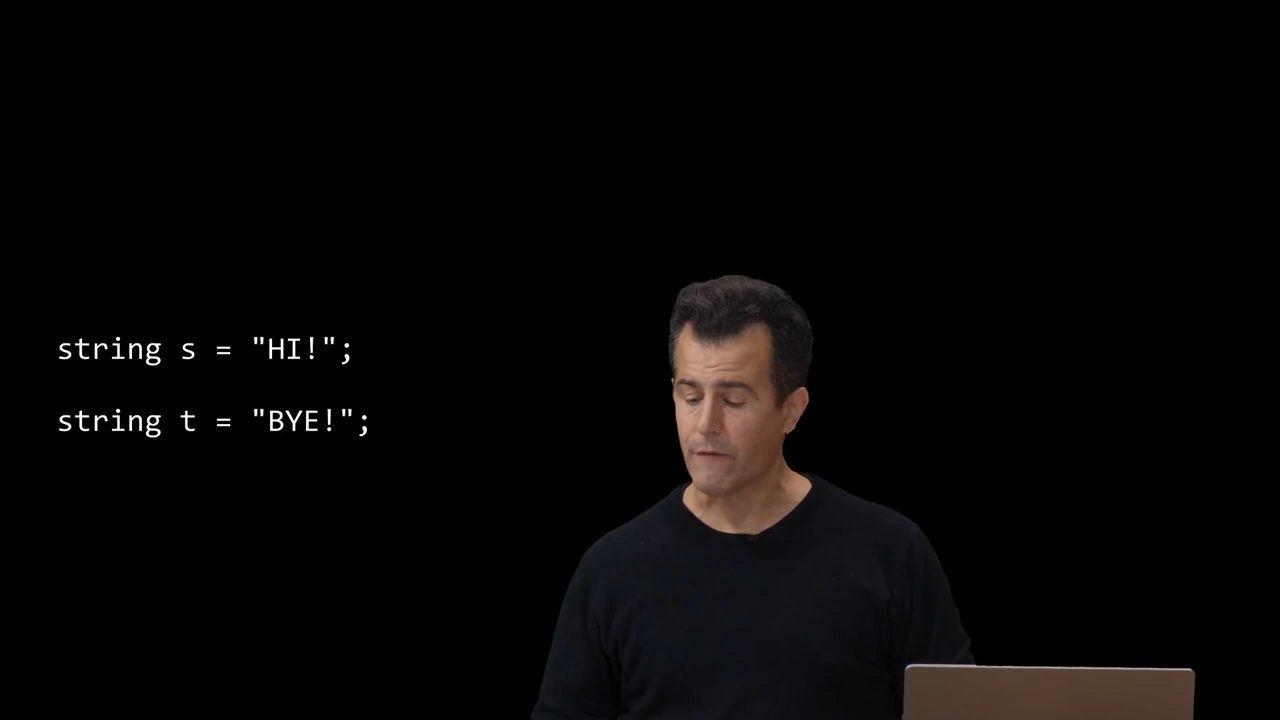 string s = "HI!";
string t = "BYE!";